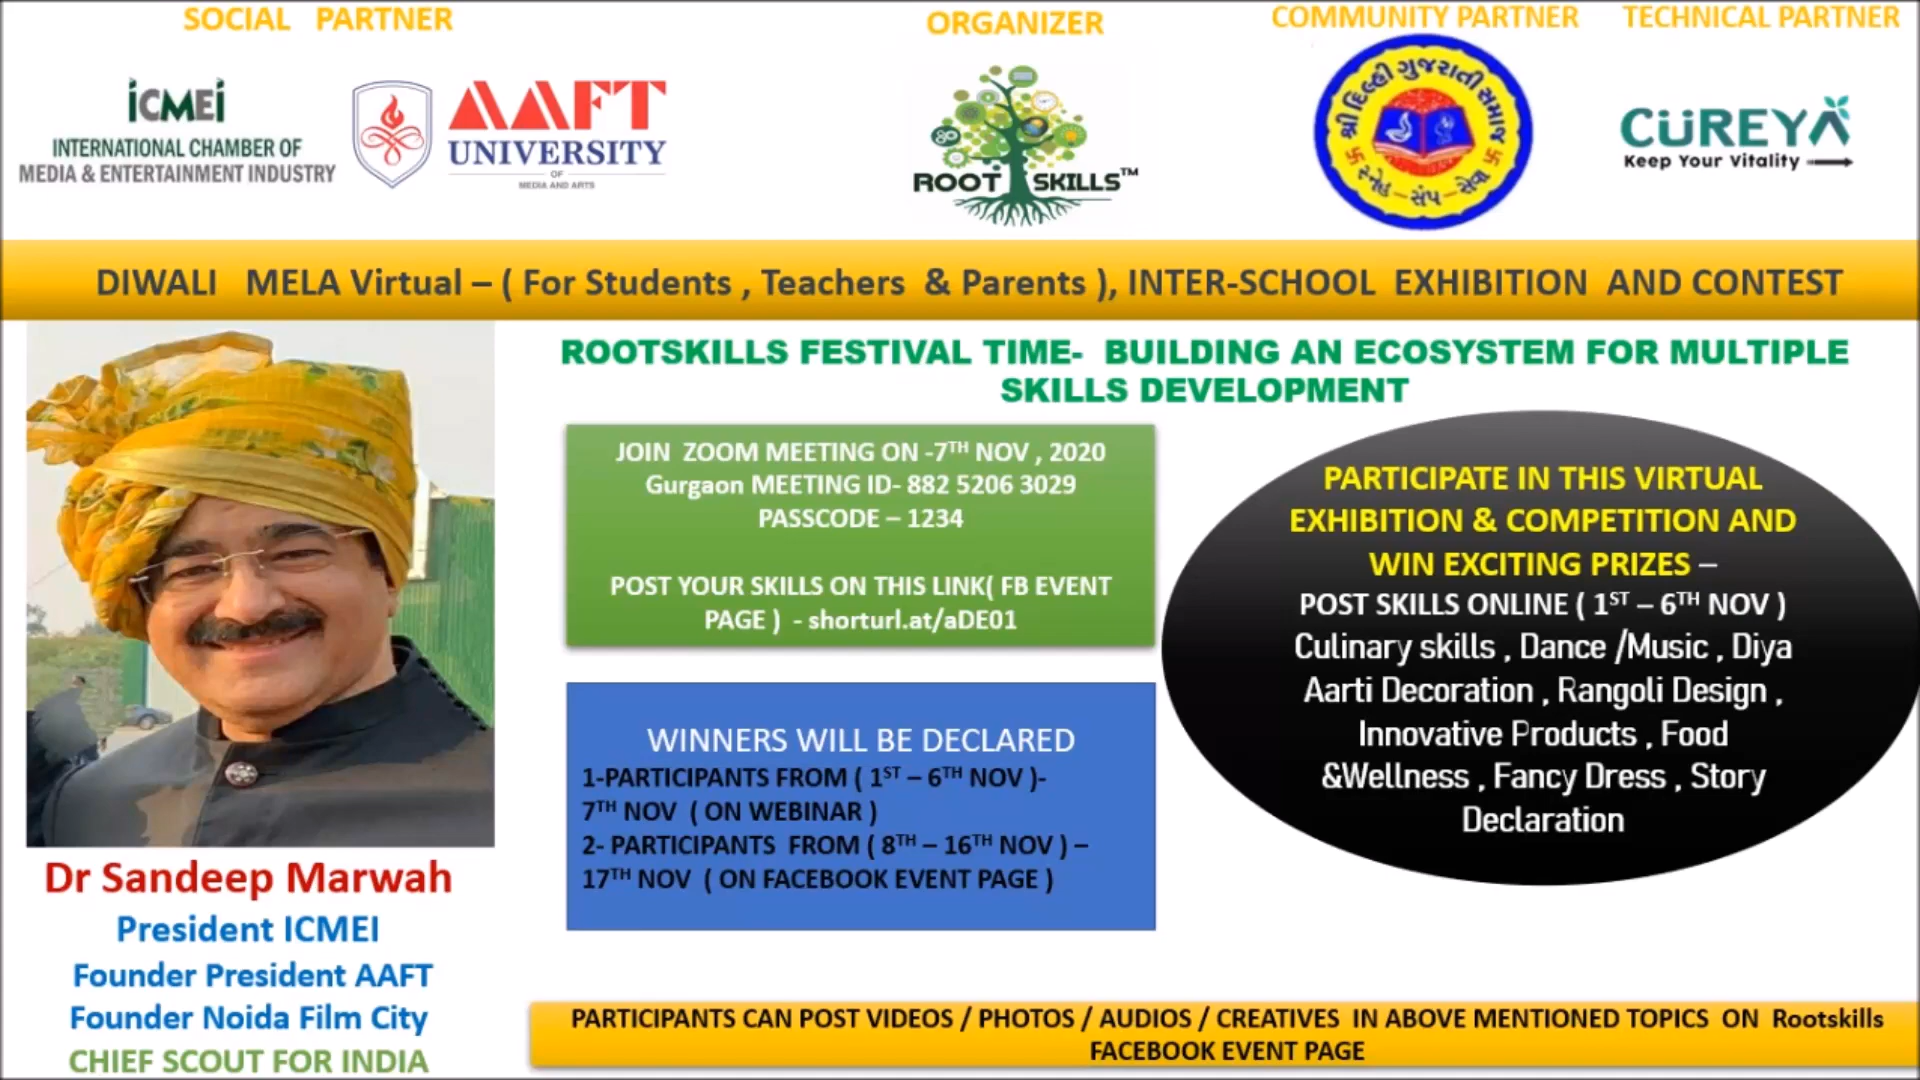 SOCIAL PARTNER
ORGANIZER
COMMUNITY PARTNER
TECHNICAL PARTNER
iCMEi
INTERNATIONAL CHAMBER OF
MEDIA & ENTERTAINMENT INDUSTRY
AAFT
UNIVERSITY
OF
MEDIA AND ARTS
ROOT SKILLS™
શ્રી દિલ્હી ગુજરાતી સમાજ
સ્નેહ – સંપ – સેવા
CÜREYA
Keep Your Vitality
DIWALI MELA Virtual – ( For Students , Teachers & Parents ), INTER-SCHOOL EXHIBITION AND CONTEST
ROOTSKILLS FESTIVAL TIME- BUILDING AN ECOSYSTEM FOR MULTIPLE
SKILLS DEVELOPMENT
JOIN ZOOM MEETING ON -7TH NOV , 2020
Gurgaon MEETING ID- 882 5206 3029
PASSCODE – 1234
POST YOUR SKILLS ON THIS LINK( FB EVENT
PAGE ) - shorturl.at/aDE01
WINNERS WILL BE DECLARED
1-PARTICIPANTS FROM ( 1ST – 6TH NOV )-
7TH NOV ( ON WEBINAR )
2- PARTICIPANTS FROM ( 8TH – 16TH NOV ) –
17TH NOV ( ON FACEBOOK EVENT PAGE )
PARTICIPATE IN THIS VIRTUAL
EXHIBITION & COMPETITION AND
WIN EXCITING PRIZES –
POST SKILLS ONLINE ( 1ST – 6TH NOV )
Culinary skills , Dance /Music , Diya
Aarti Decoration , Rangoli Design ,
Innovative Products , Food
&Wellness , Fancy Dress , Story
Declaration
Dr Sandeep Marwah
President ICMEI
Founder President AAFT
Founder Noida Film City
CHIEF SCOUT FOR INDIA
PARTICIPANTS CAN POST VIDEOS / PHOTOS / AUDIOS / CREATIVES IN ABOVE MENTIONED TOPICS ON Rootskills
FACEBOOK EVENT PAGE